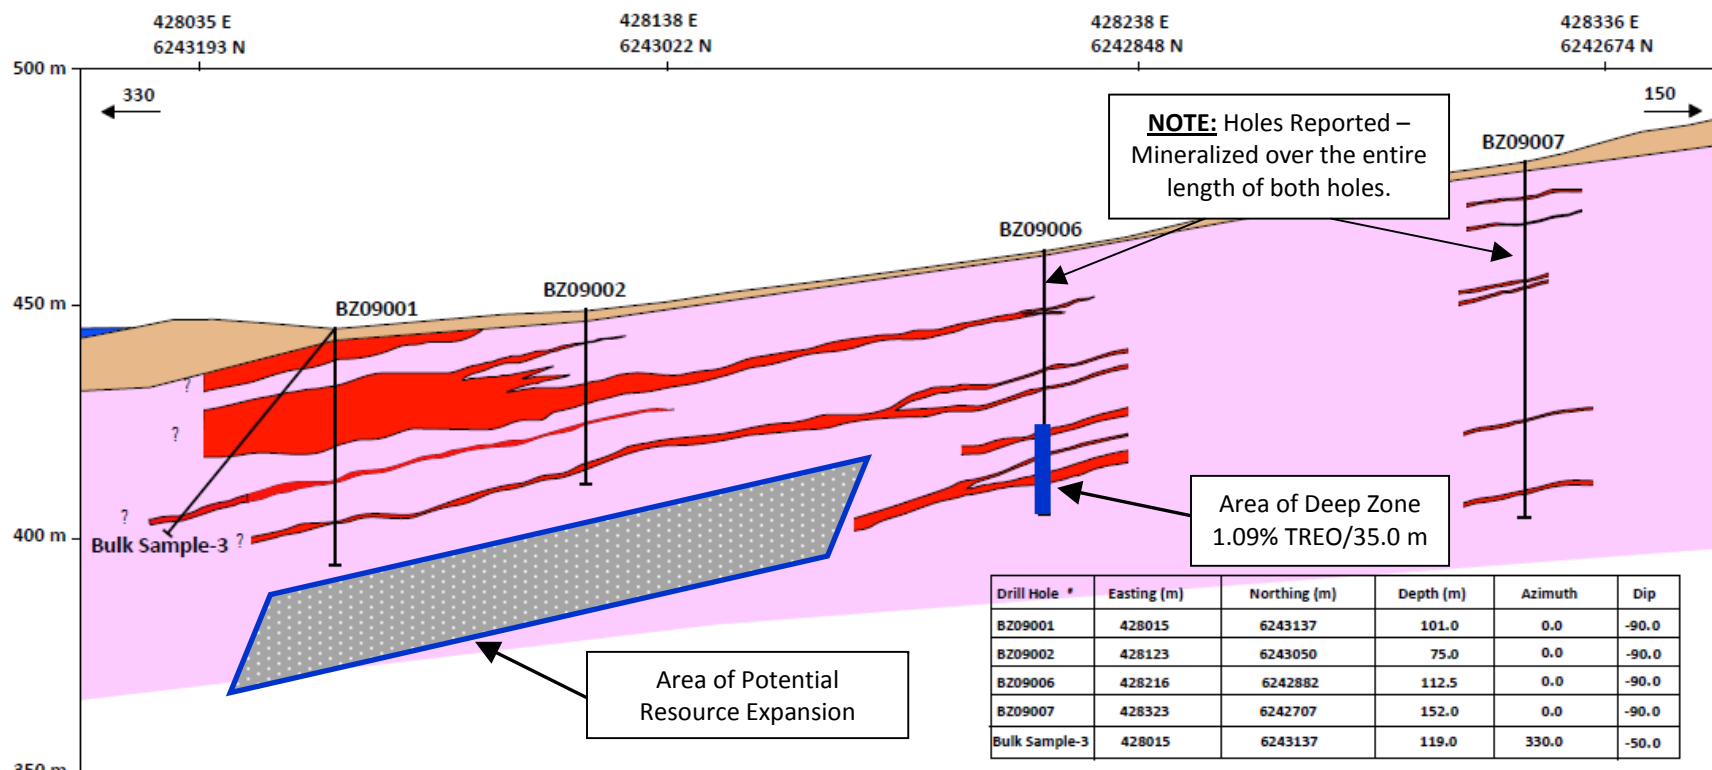 428035 E
6243193 N
428138 E
6243022 N
428238 E
6242848 N
428336 E
6242674 N
500 m
330
150
NOTE: Holes Reported –
Mineralized over the entire
length of both holes.
BZ09007
BZ09006
BZ09002
BZ09001
450 m
?
?
?
?
400 m
Bulk Sample-3
Area of Deep Zone
1.09% TREO/35.0 m
Area of Potential
Resource Expansion
Drill Hole * Easting (m) Northing (m) Depth (m) Azimuth Dip
BZ09001 428015 6243137 101.0 0.0 -90.0
BZ09002 428123 6243050 75.0 0.0 -90.0
BZ09006 428216 6242882 112.5 0.0 -90.0
BZ09007 428323 6242707 152.0 0.0 -90.0
Bulk Sample-3 428015 6243137 119.0 330.0 -50.0
350 m